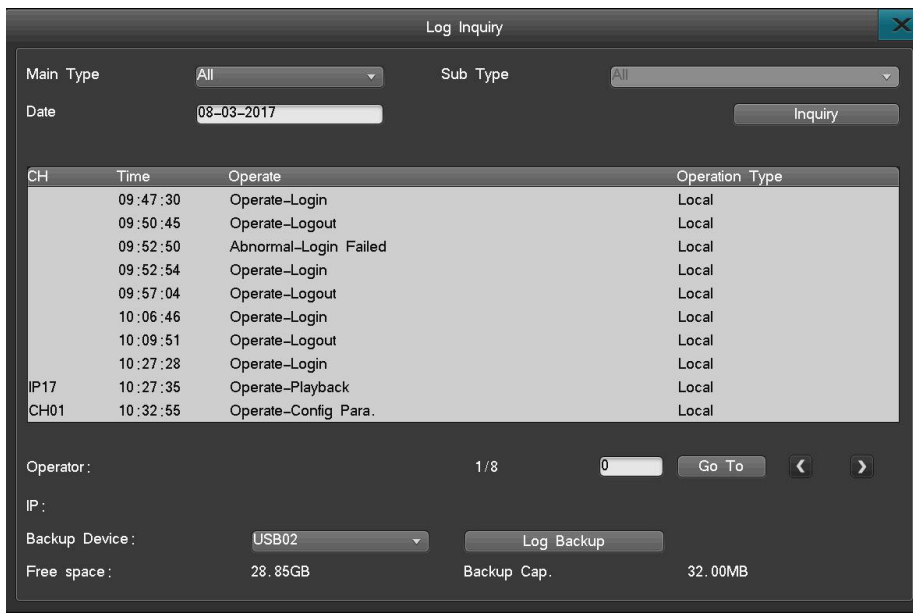 Log Inquiry
Main Type All Sub Type All
Date 08-03-2017 Inquiry
CH Time Operate Operation Type
09:47:30 Operate-Login Local
09:50:45 Operate-Logout Local
09:52:50 Abnormal-Login Failed Local
09:52:54 Operate-Login Local
09:57:04 Operate-Logout Local
10:06:46 Operate-Login Local
10:09:51 Operate-Logout Local
10:27:28 Operate-Login Local
IP17 10:27:35 Operate-Playback Local
CH01 10:32:55 Operate-Config Para. Local
Operator: 1/8 0 Go To
IP:
Backup Device: USB02 Log Backup
Free space: 28.85GB Backup Cap. 32.00MB